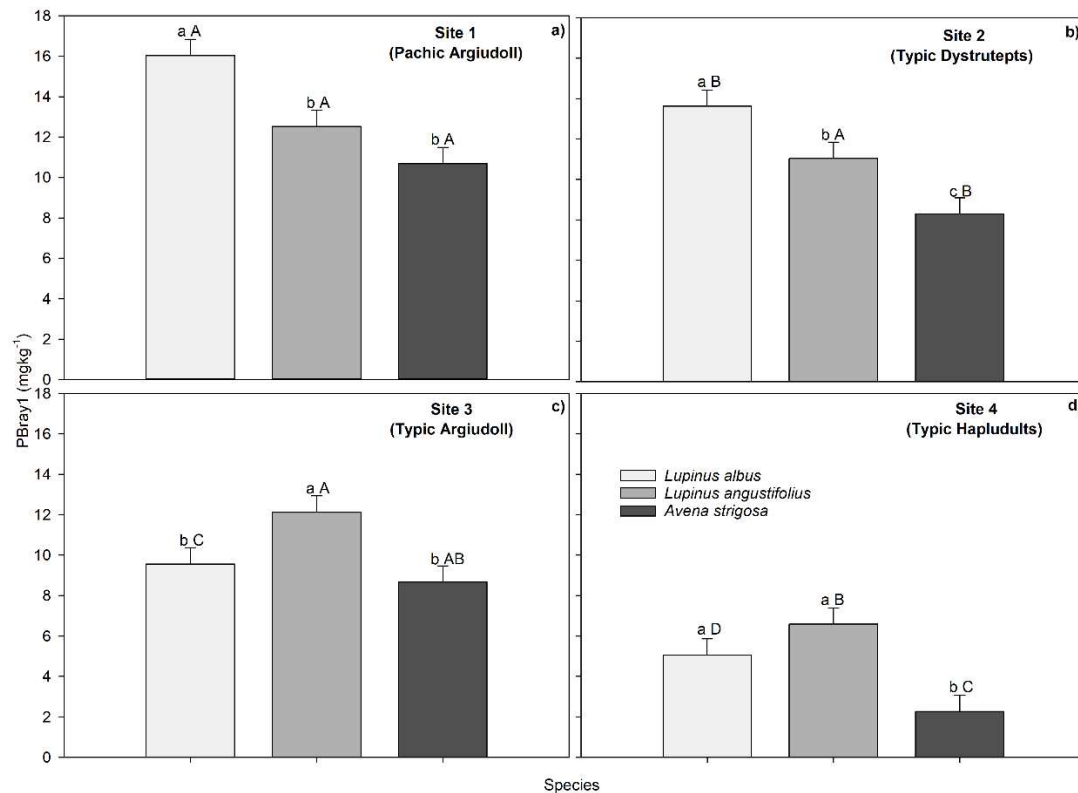 PBray1 (mgkg-1)
18
16
14
12
10
8
6
4
2
0
Site 1
(Pachic Argiudoll)
a)
a A
b A
b A
Site 2
(Typic Dystrutepts)
b)
a B
b A
c B
18
16
14
12
10
8
6
4
2
0
Site 3
(Typic Argiudoll)
c)
b C
a A
b AB
Site 4
(Typic Hapludults)
d
Lupinus albus
Lupinus angustifolius
Avena strigosa
a D
a B
b C
Species